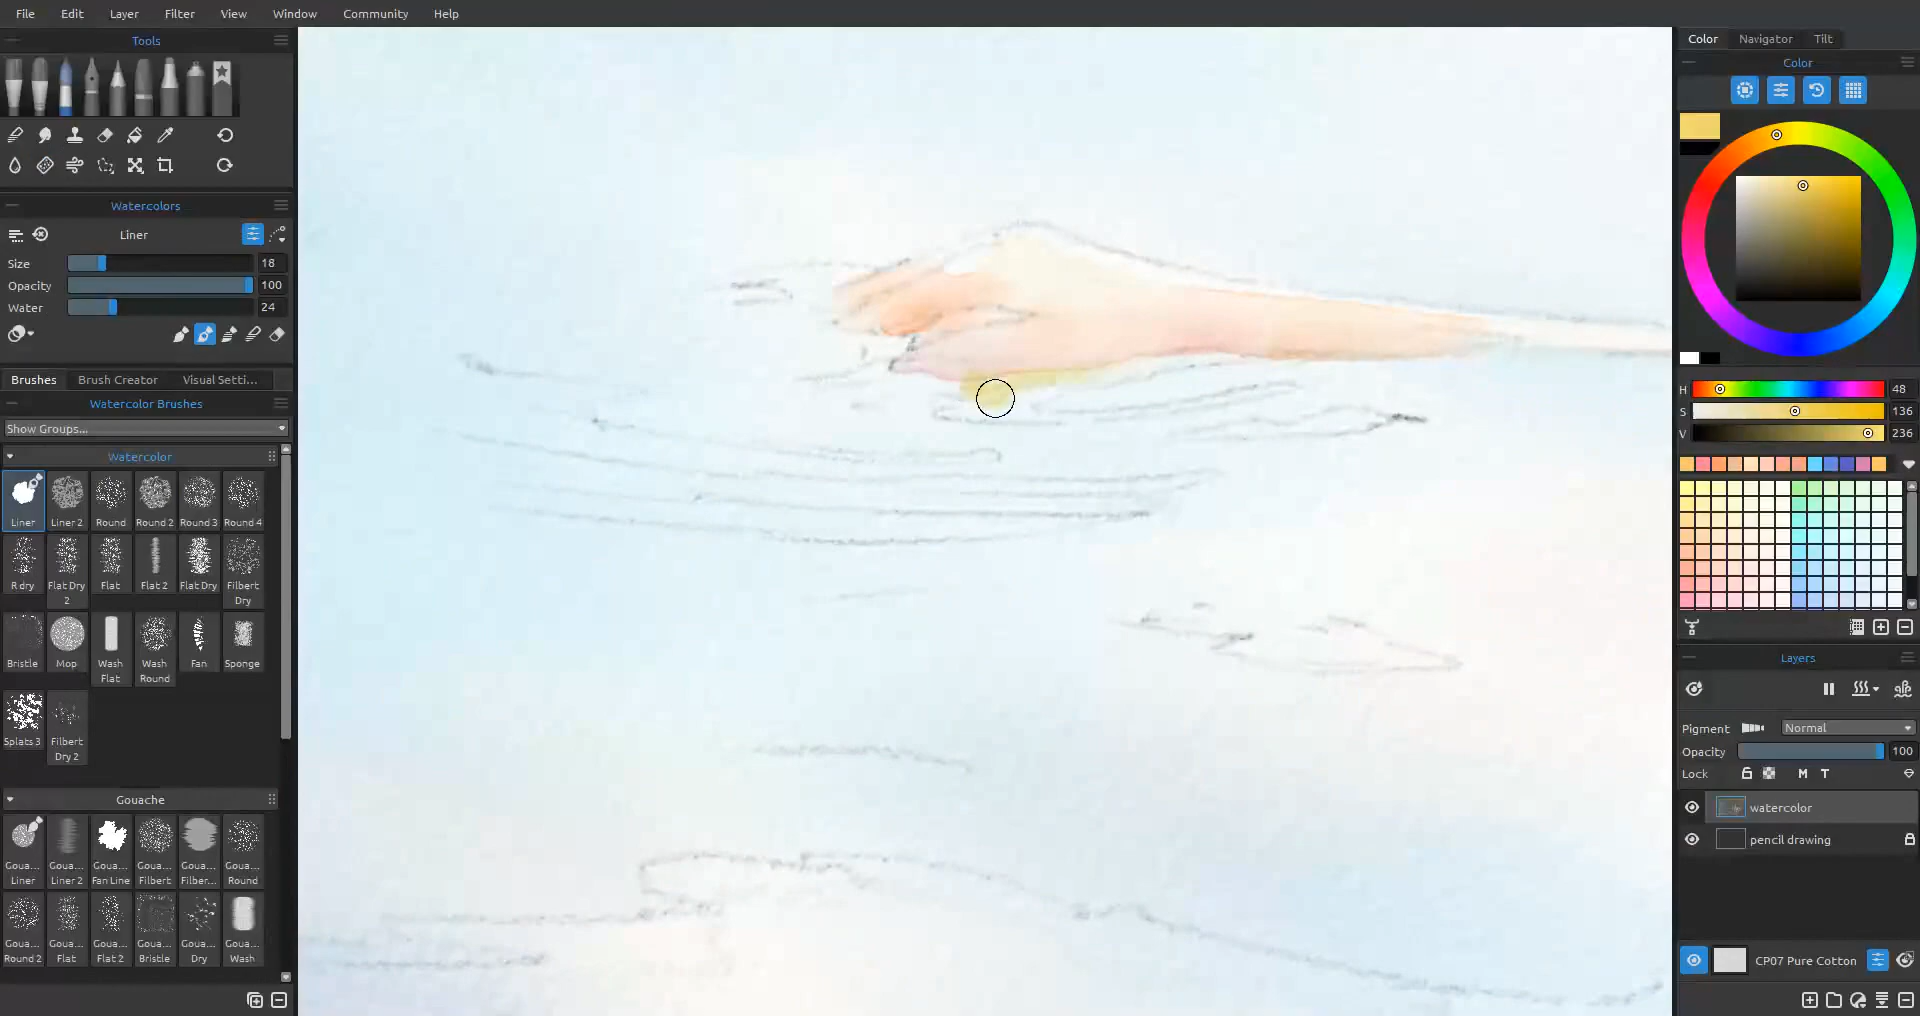 File Edit Layer Filter View Window Community Help
Tools
Watercolors
Liner
Size 18
Opacity 100
Water 24
Brushes Brush Creator Visual Setti...
Watercolor Brushes
Show Groups...
Watercolor
Liner Liner 2 Round Round 2 Round 3 Round 4
R dry Flat Dry 2 Flat Flat 2 Flat Dry Filbert Dry
Bristle Mop Wash Flat Wash Round Fan Sponge
Splats 3 Filbert Dry 2
Gouache
Goua... Liner Goua... Liner 2 Goua... Fan Line Goua... Filbert Goua... Filber... Goua... Round
Goua... Round 2 Goua... Flat Goua... Flat 2 Goua... Bristle Goua... Dry Goua... Wash
Color Navigator Tilt
Color
H 48
S 136
V 236
Layers
Pigment Normal
Opacity 100
Lock M T
watercolor
pencil drawing
CP07 Pure Cotton